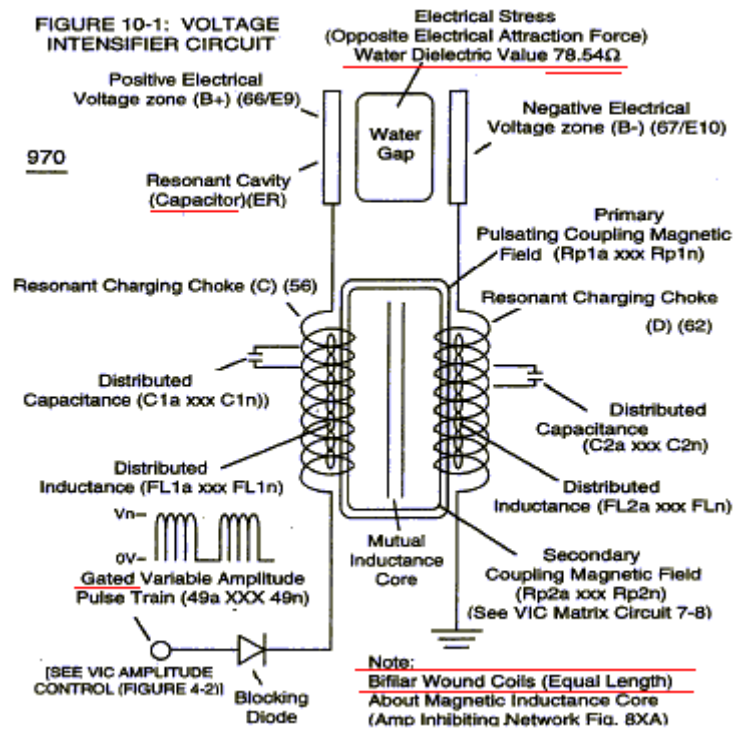 FIGURE 10-1: VOLTAGE
INTENSIFIER CIRCUIT
Electrical Stress
(Opposite Electrical Attraction Force)
Water Dielectric Value 78.54Ω
Positive Electrical
Voltage zone (B+) (66/E9)
Water
Gap
Negative Electrical
Voltage zone (B-) (67/E10)
970
Resonant Cavity
(Capacitor)(ER)
Primary
Pulsating Coupling Magnetic
Field (Rp1a xxx Rp1n)
Resonant Charging Choke (C) (56)
Resonant Charging Choke
(D) (62)
Distributed
Capacitance (C1a xxx C1n))
Distributed
Capacitance
(C2a xxx C2n)
Distributed
Inductance (FL1a xxx FL1n)
Distributed
Inductance (FL2a xxx FLn)
Vn
0V
Mutual
Inductance
Core
Gated Variable Amplitude
Pulse Train (49a XXX 49n)
Secondary
Coupling Magnetic Field
(Rp2a xxx Rp2n)
(See VIC Matrix Circuit 7-8)
[SEE VIC AMPLITUDE
CONTROL (FIGURE 4-2)]
Blocking
Diode
Note:
Bifilar Wound Coils (Equal Length)
About Magnetic Inductance Core
(Amp Inhibiting Network Fig. 8XA)